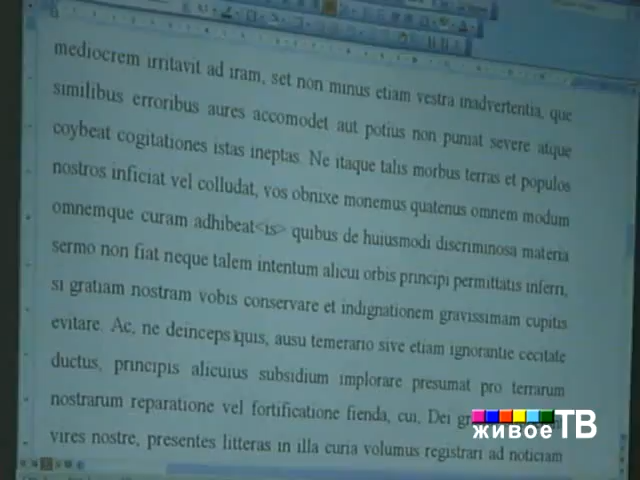 mediocrem irritavit ad iram, set non minus etiam vestra inadvertentia, que
similibus erroribus aures accomodet aut potius non puniat severe atque
coybeat cogitationes istas ineptas. Ne itaque talis morbus terras et populos
nostros inficiat vel colludat, vos obnixe monemus quatenus omnem modum
omnemque curam adhibeat<is> quibus de huiusmodi discriminosa materia
sermo non fiat neque talem intentum alicui orbis principi permittatis inferri,
si gratiam nostram vobis conservare et indignationem gravissimam cupitis
evitare. Ac, ne deinceps quis, ausu temerario sive etiam ignorantie cecitate
ductus, principis alicuius subsidium implorare presumat pro terrarum
nostrarum reparatione vel fortificatione fienda, cui, Dei
vires nostre, presentes litteras in illa curia volumus registrari ad noticiam
живоеТВ